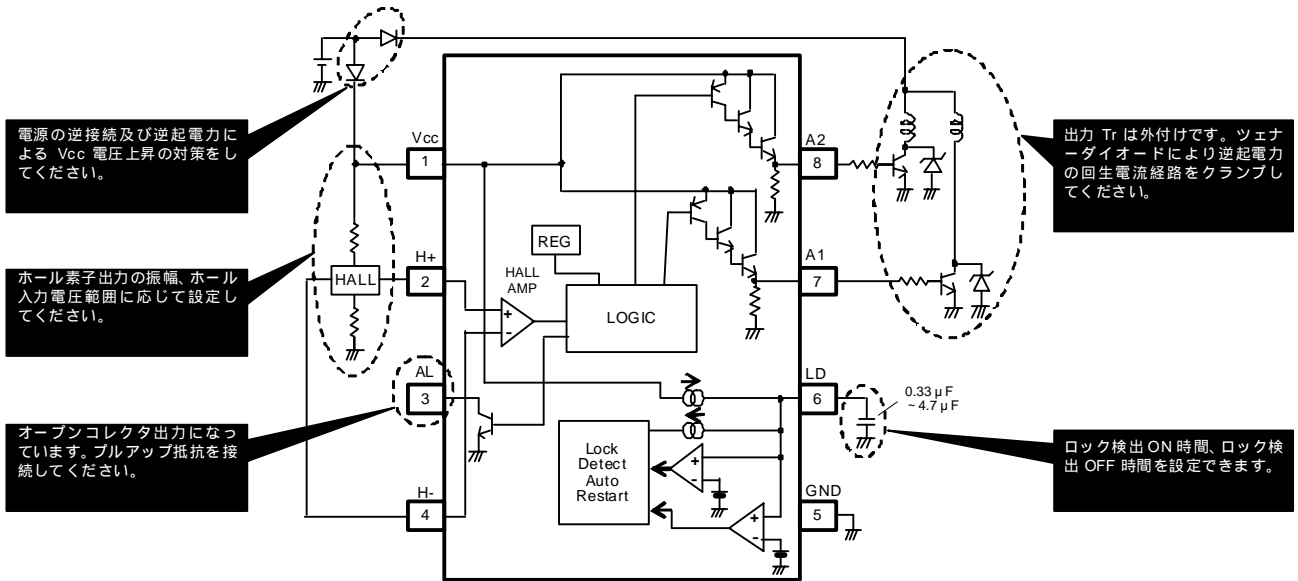 電源の逆接続及び逆起電力に
よる Vcc 電圧上昇の対策をし
てください。
ホール素子出力の振幅、ホール
入力電圧範囲に応じて設定し
てください。
オープンコレクタ出力になっ
ています。プルアップ抵抗を接
続してください。
Vcc
1
H+
2
HALL
AL
3
H-
4
HALL
AMP
+
-
REG
LOGIC
Lock
Detect
Auto
Restart
+
-
+
-
A2
8
A1
7
LD
6
GND
5
0.33 µF
~4.7 µF
出力 Tr は外付けです。ツェナ
ーダイオードにより逆起電力
の回生電流経路をクランプし
てください。
ロック検出 ON 時間、ロック検
出 OFF 時間を設定できます。